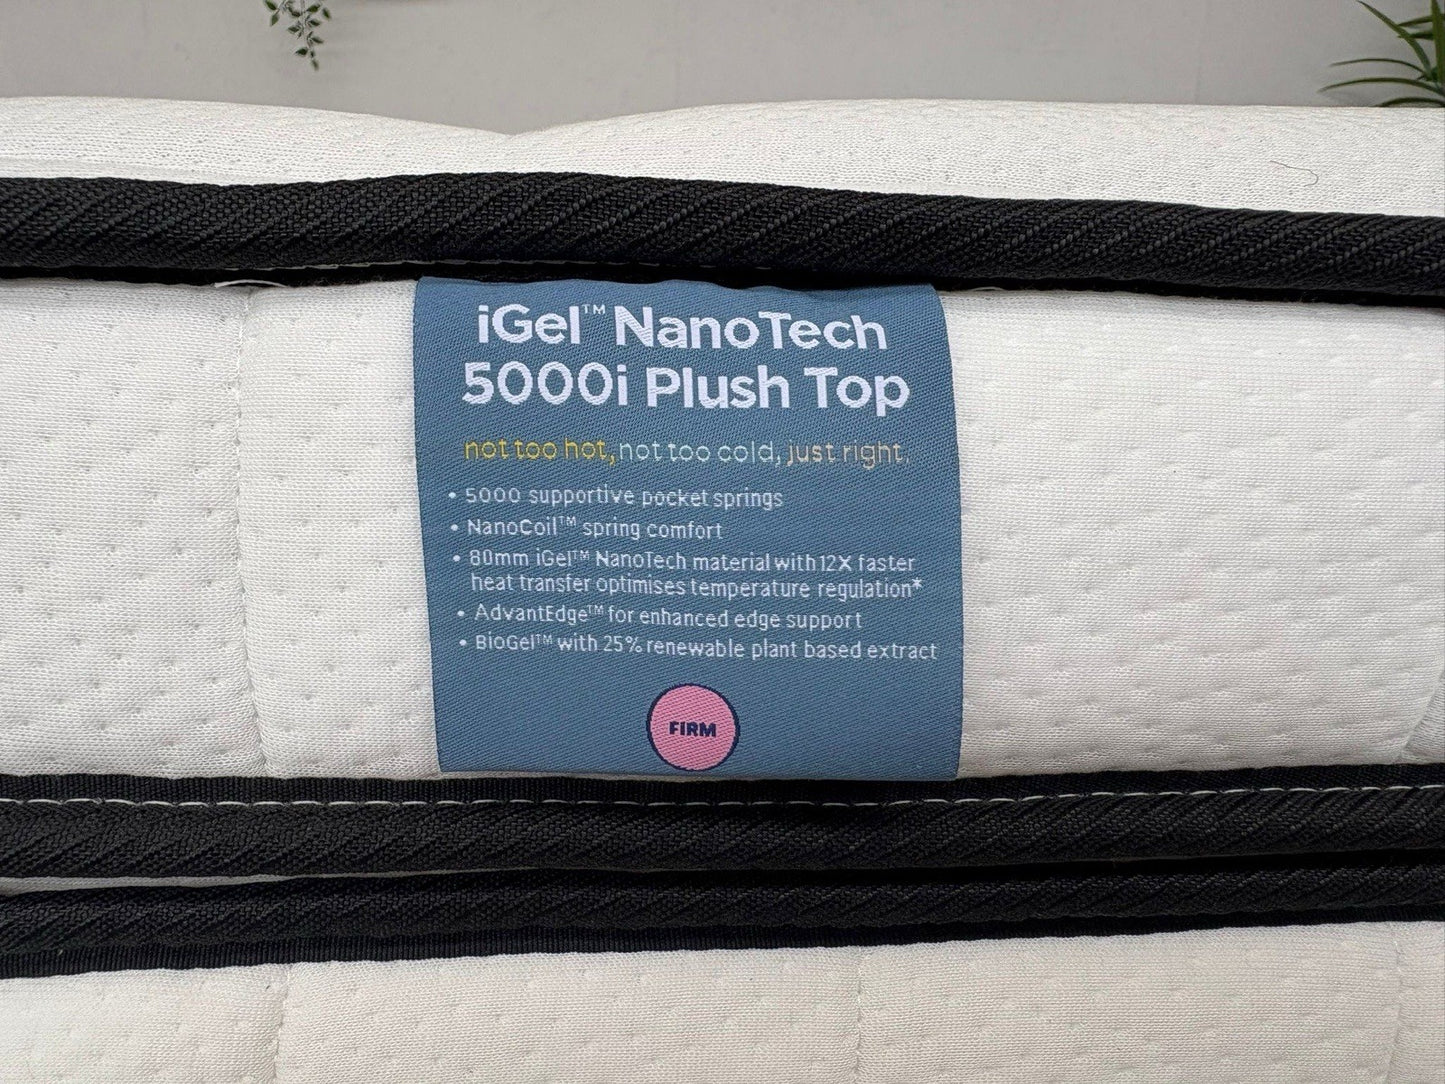 iGel™ NanoTech
5000i Plush Top
not too hot, not too cold, just right.
• 5000 supportive pocket springs
• NanoCoil™ spring comfort
• 80mm iGel™ NanoTech material with 12X faster
heat transfer optimises temperature regulation*
• AdvantEdge™ for enhanced edge support
• BioGel™ with 25% renewable plant based extract
FIRM